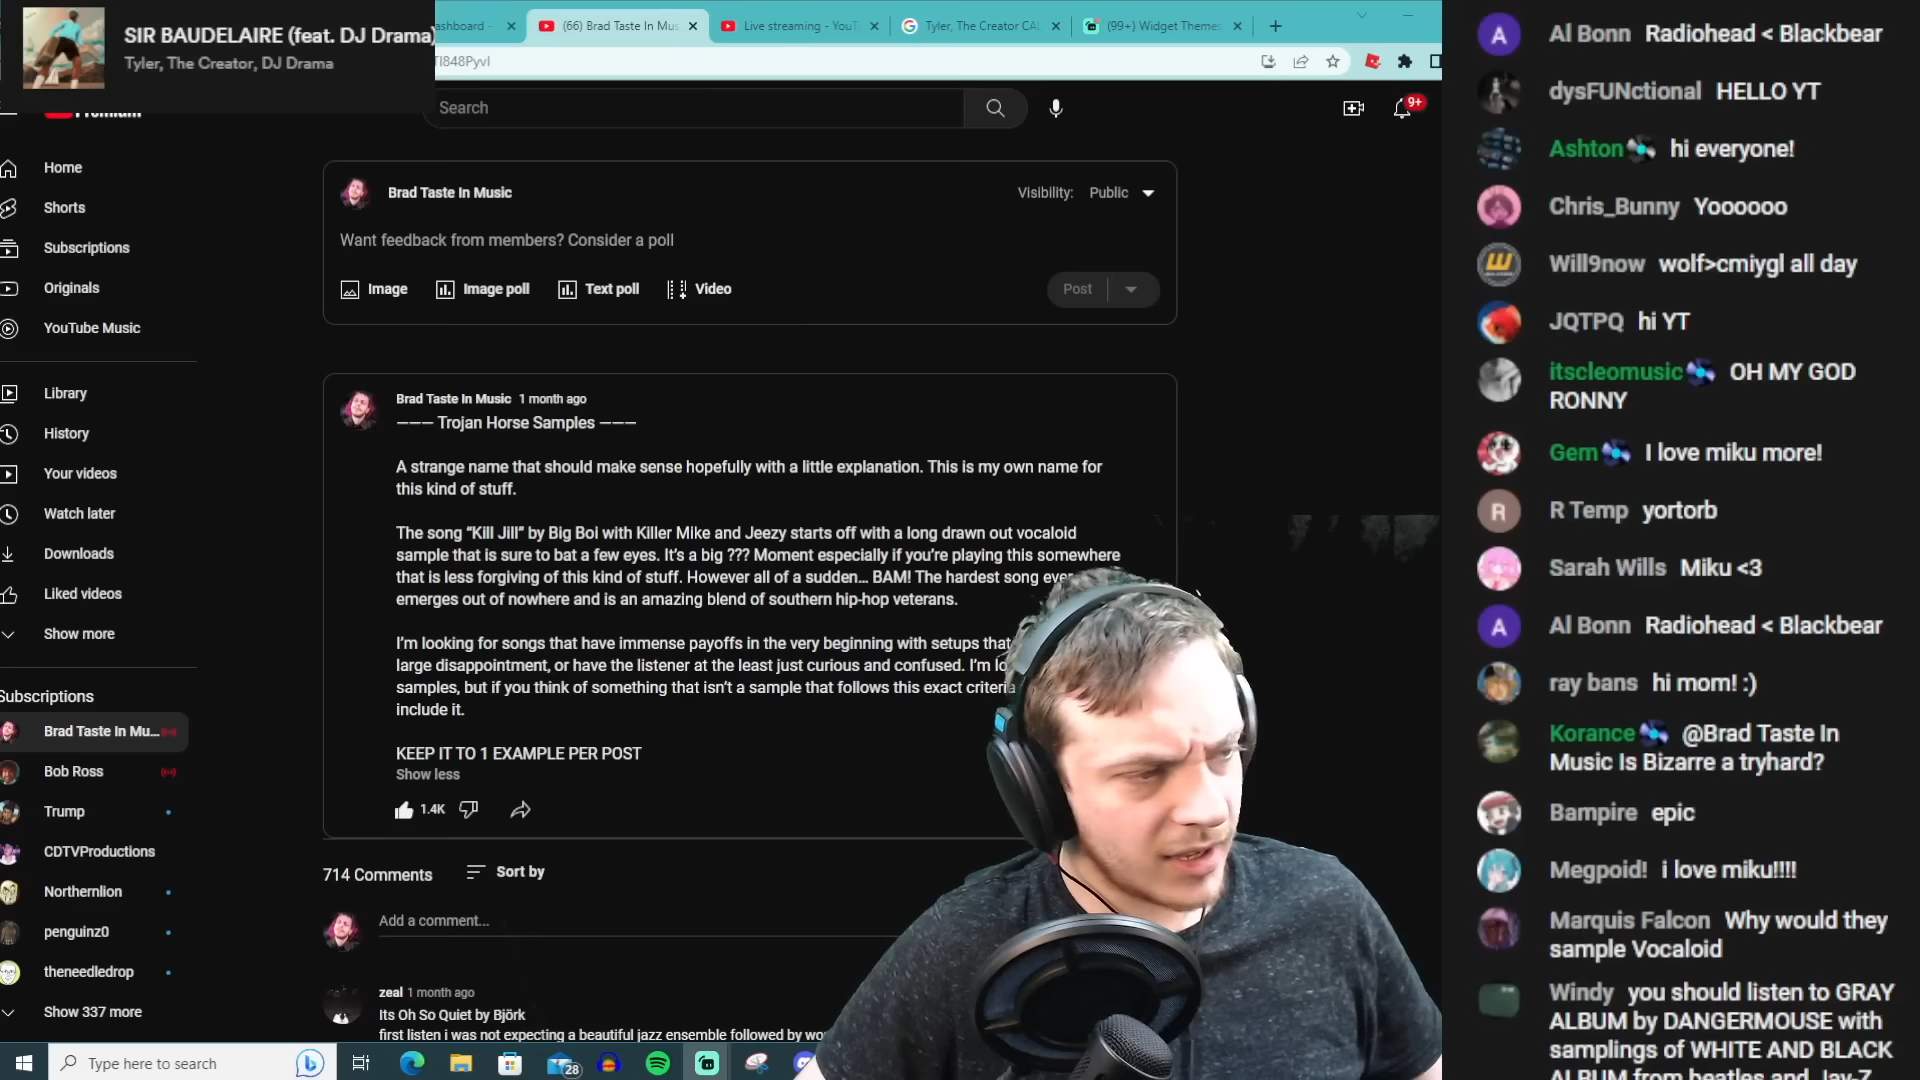 SIR BAUDELAIRE (feat. DJ Drama)
Tyler, The Creator, DJ Drama
ashboard -
(66) Brad Taste In Mus
Live streaming - YouT
Tyler, The Creator CAL
(99+) Widget Themes
TI848PyvI
Premium
Search
9+
Home
Shorts
Subscriptions
Originals
YouTube Music
Library
History
Your videos
Watch later
Downloads
Liked videos
Show more
Subscriptions
Brad Taste In Mu...
Bob Ross
Trump
CDTVProductions
Northernlion
penguinz0
theneedledrop
Show 337 more
Brad Taste In Music
Visibility: Public
Want feedback from members? Consider a poll
Image Image poll Text poll Video
Post
Brad Taste In Music 1 month ago
——— Trojan Horse Samples ———
A strange name that should make sense hopefully with a little explanation. This is my own name for
this kind of stuff.
The song “Kill Jill” by Big Boi with Killer Mike and Jeezy starts off with a long drawn out vocaloid
sample that is sure to bat a few eyes. It’s a big ??? Moment especially if you’re playing this somewhere
that is less forgiving of this kind of stuff. However all of a sudden… BAM! The hardest song ever
emerges out of nowhere and is an amazing blend of southern hip-hop veterans.
I’m looking for songs that have immense payoffs in the very beginning with setups that
large disappointment, or have the listener at the least just curious and confused. I’m lo
samples, but if you think of something that isn’t a sample that follows this exact criteria
include it.
KEEP IT TO 1 EXAMPLE PER POST
Show less
1.4K
714 Comments
Sort by
Add a comment...
zeal 1 month ago
Its Oh So Quiet by Björk
first listen i was not expecting a beautiful jazz ensemble followed by wo
Type here to search
28
Al Bonn Radiohead < Blackbear
dysFUNctional HELLO YT
Ashton hi everyone!
Chris_Bunny Yoooooo
Will9now wolf>cmiygl all day
JQTPQ hi YT
itscleomusic OH MY GOD
RONNY
Gem I love miku more!
R Temp yortorb
Sarah Wills Miku <3
Al Bonn Radiohead < Blackbear
ray bans hi mom! :)
Korance @Brad Taste In
Music Is Bizarre a tryhard?
Bampire epic
Megpoid! i love miku!!!!
Marquis Falcon Why would they
sample Vocaloid
Windy you should listen to GRAY
ALBUM by DANGERMOUSE with
samplings of WHITE AND BLACK
ALBUM from beatles and Jay-Z